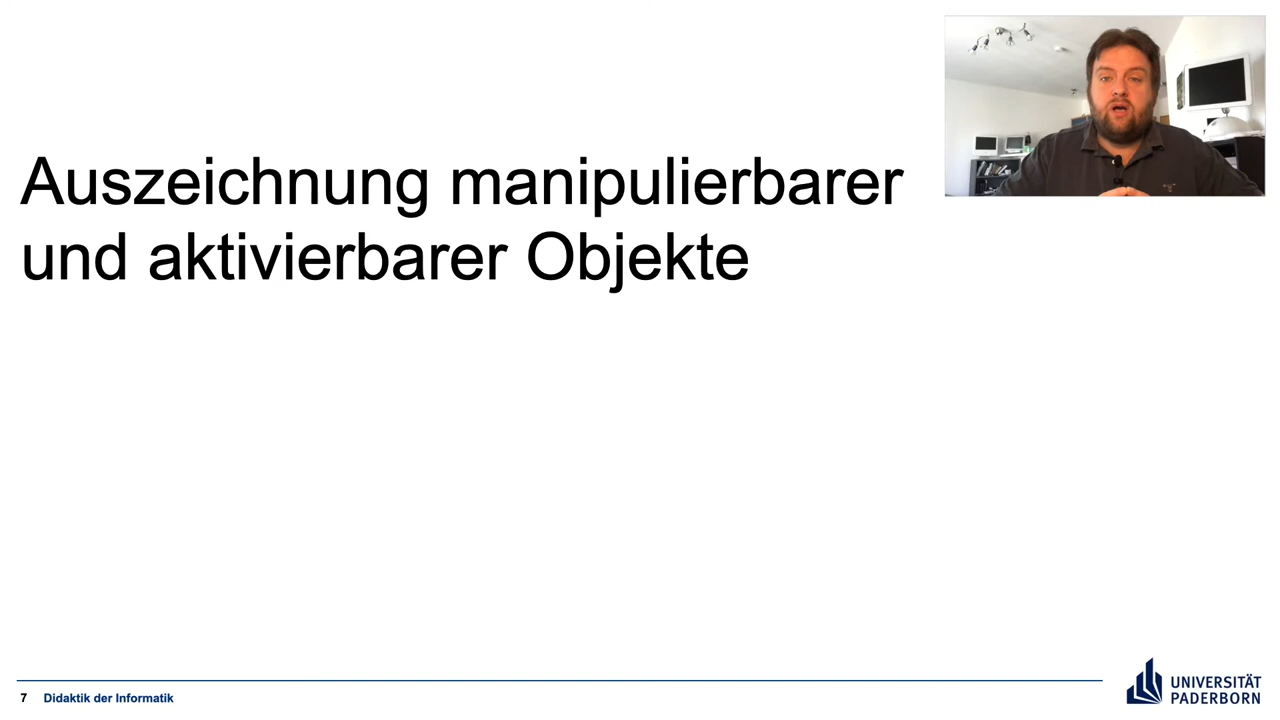 Auszeichnung manipulierbarer
und aktivierbarer Objekte
7 Didaktik der Informatik
UNIVERSITÄT
PADERBORN